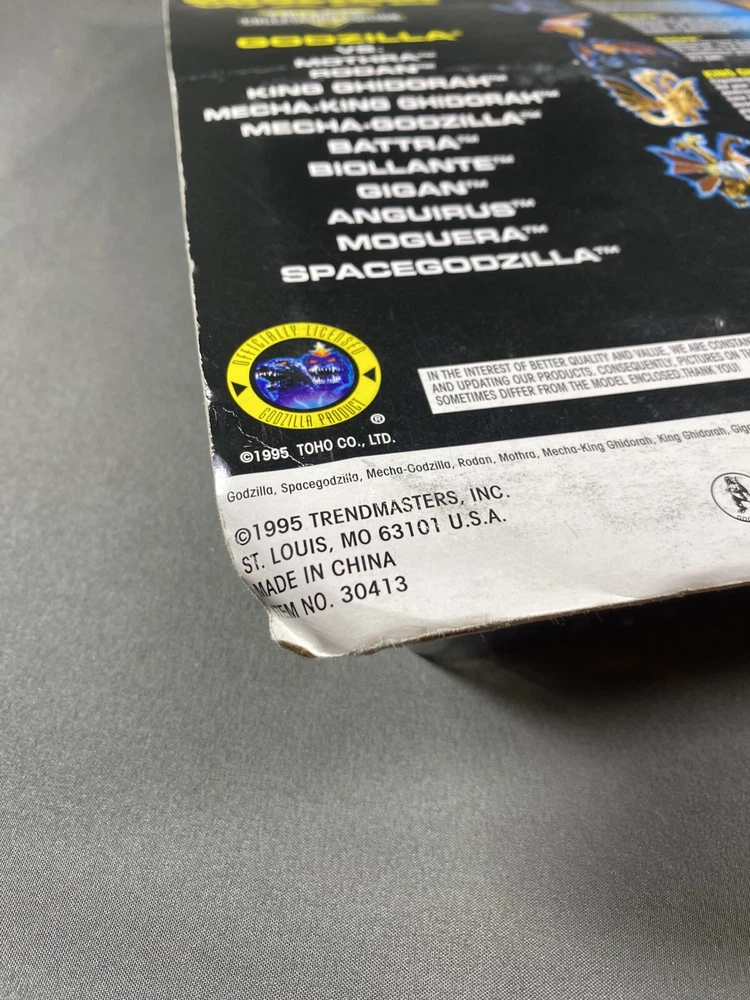 GODZILLA
VS.
MOTHRA™
RODAN™
KING GHIDORAH™
MECHA-KING GHIDORAH™
MECHA-GODZILLA™
BATTRA™
BIOLLANTE™
GIGAN™
ANGUIRUS™
MOGUERA™
SPACEGODZILLA™
OFFICIALLY LICENSED
GODZILLA PRODUCT
®
©1995 TOHO CO., LTD.
IN THE INTEREST OF BETTER QUALITY AND VALUE, WE ARE CONSTA
AND UPDATING OUR PRODUCTS. CONSEQUENTLY, PICTURES ON
SOMETIMES DIFFER FROM THE MODEL ENCLOSED. THANK YOU!
Godzilla, Spacegodzilla, Mecha-Godzilla, Rodan, Mothra, Mecha-King Ghidorah, King Ghidorah, Giga
©1995 TRENDMASTERS, INC.
ST. LOUIS, MO 63101 U.S.A.
MADE IN CHINA
EM NO. 30413